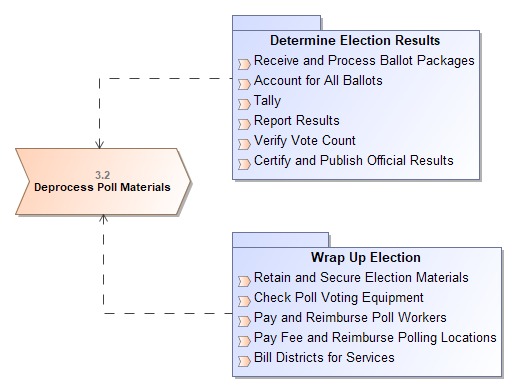 Determine Election Results
Receive and Process Ballot Packages
Account for All Ballots
Tally
Report Results
Verify Vote Count
Certify and Publish Official Results
3.2
Deprocess Poll Materials
Wrap Up Election
Retain and Secure Election Materials
Check Poll Voting Equipment
Pay and Reimburse Poll Workers
Pay Fee and Reimburse Polling Locations
Bill Districts for Services